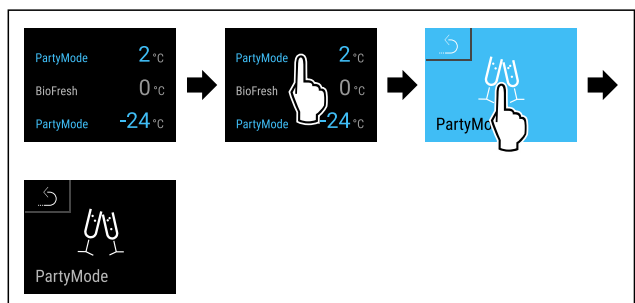 PartyMode 2 °C
BioFresh 0 °C
PartyMode -24 °C
PartyMode 2 °C
BioFresh 0 °C
PartyMode -24 °C
PartyMo
PartyMode